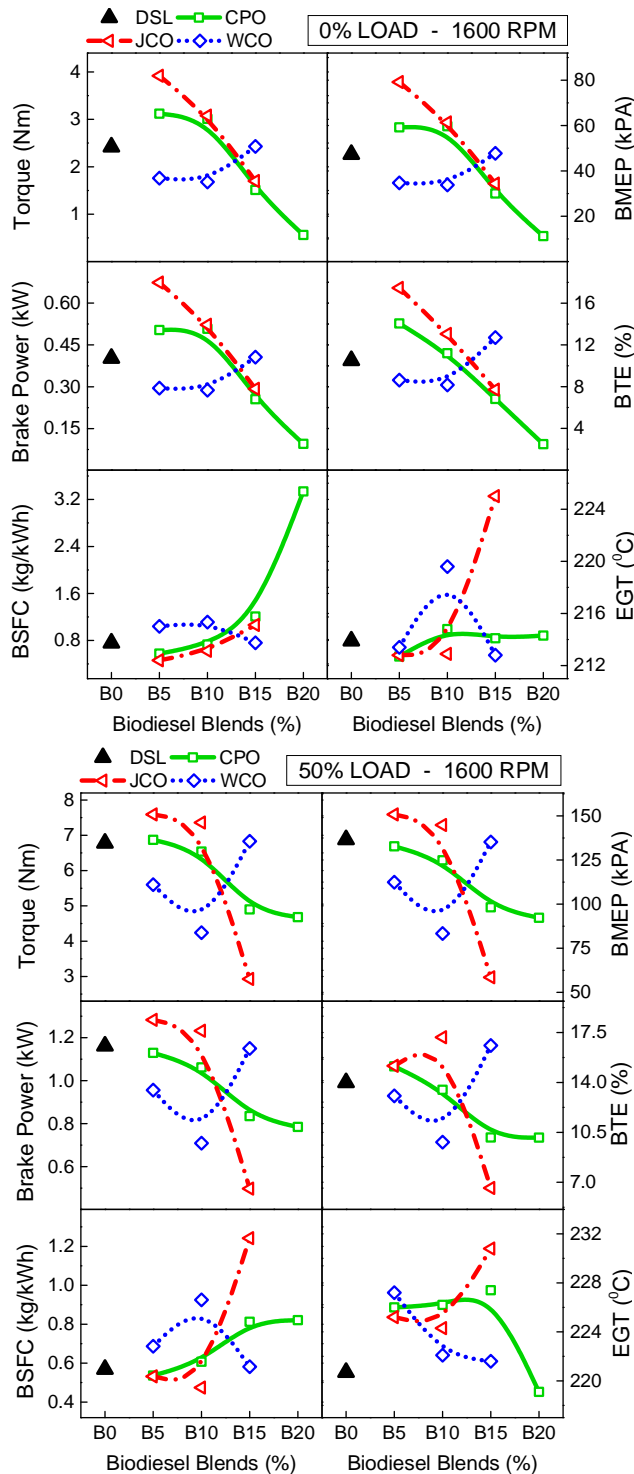 DSL CPO
JCO WCO
0% LOAD - 1600 RPM
Torque (Nm)
4
3
2
1
BMEP (kPA)
80
60
40
20
Brake Power (kW)
0.60
0.45
0.30
0.15
BTE (%)
16
12
8
4
BSFC (kg/kWh)
3.2
2.4
1.6
0.8
EGT (⁰C)
224
220
216
212
B0 B5 B10 B15 B20
B0 B5 B10 B15 B20
Biodiesel Blends (%)
Biodiesel Blends (%)
DSL CPO
JCO WCO
50% LOAD - 1600 RPM
Torque (Nm)
8
7
6
5
4
3
BMEP (kPA)
150
125
100
75
50
Brake Power (kW)
1.2
1.0
0.8
0.6
BTE (%)
17.5
14.0
10.5
7.0
BSFC (kg/kWh)
1.2
1.0
0.8
0.6
0.4
EGT (⁰C)
232
228
224
220
B0 B5 B10 B15 B20
B0 B5 B10 B15 B20
Biodiesel Blends (%)
Biodiesel Blends (%)